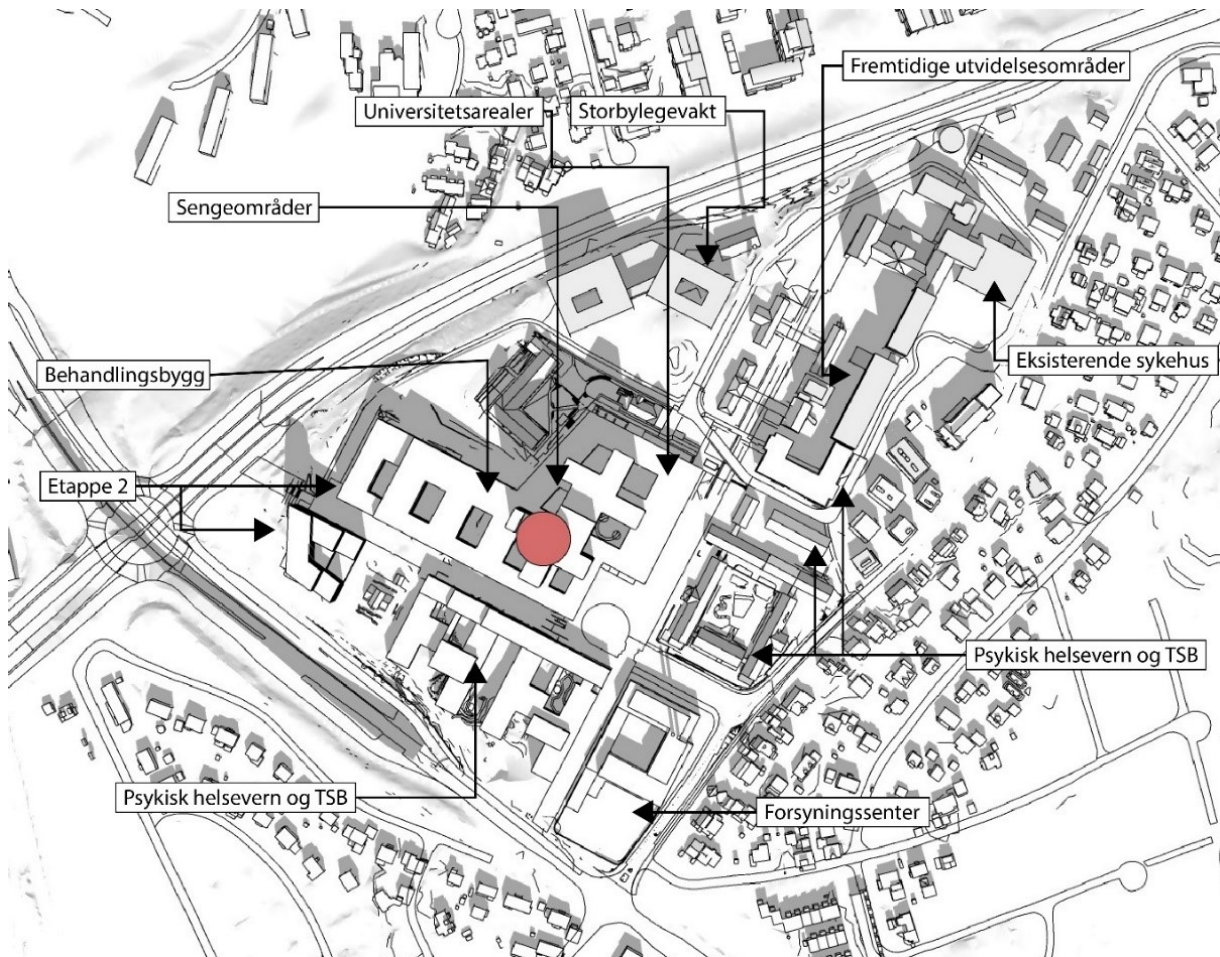 Fremtidige utvidelsesområder
Universitetsarealer
Storbylegevakt
Sengeområder
Eksisterende sykehus
Behandlingsbygg
Etappe 2
Psykisk helsevern og TSB
Psykisk helsevern og TSB
Forsyningssenter